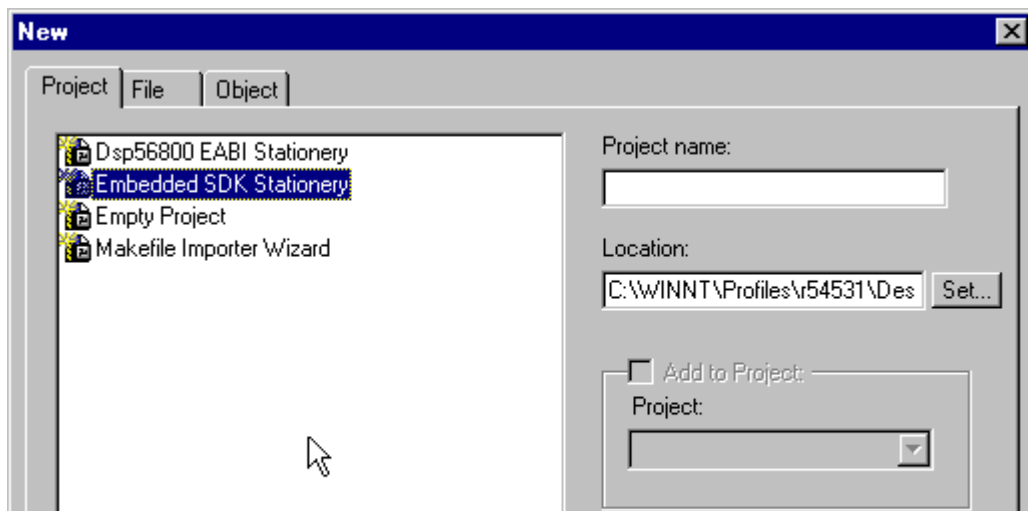 New
Project File Object
Dsp56800 EABI Stationery
Embedded SDK Stationery
Empty Project
Makefile Importer Wizard
Project name:
Location:
C:\WINNT\Profiles\r54531\Des Set...
Add to Project:
Project: